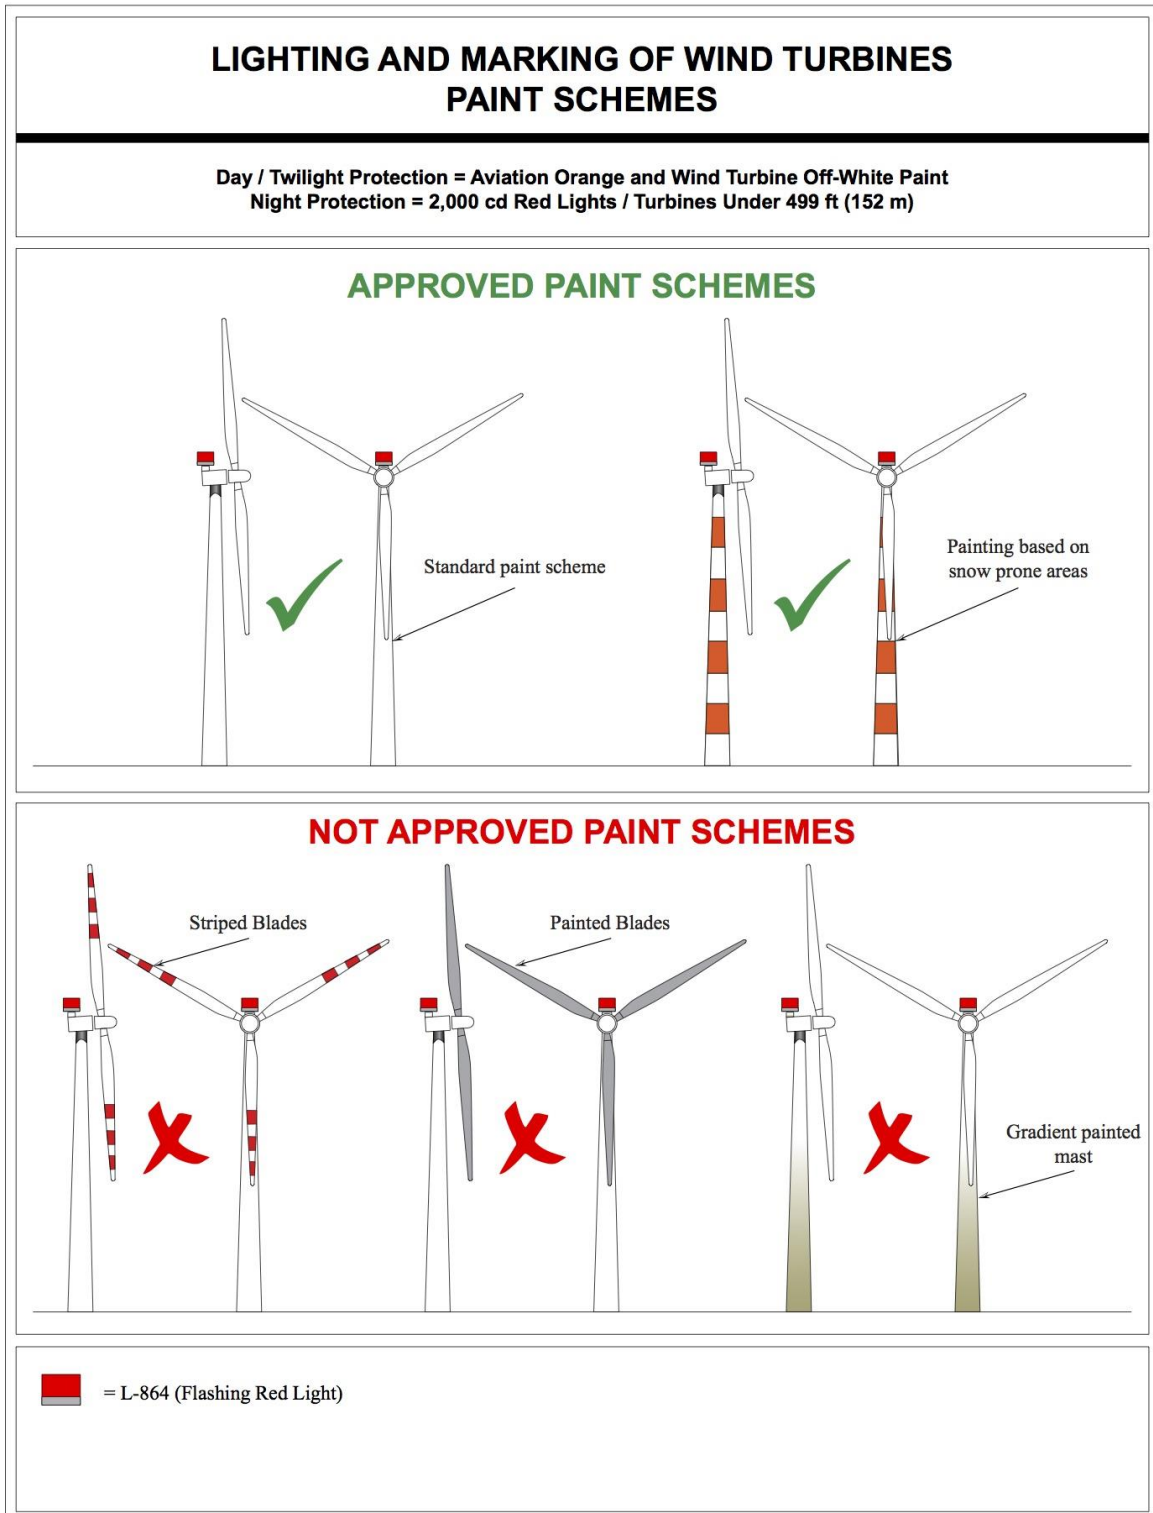 LIGHTING AND MARKING OF WIND TURBINES
PAINT SCHEMES
Day / Twilight Protection = Aviation Orange and Wind Turbine Off-White Paint
Night Protection = 2,000 cd Red Lights / Turbines Under 499 ft (152 m)
APPROVED PAINT SCHEMES
Standard paint scheme
Painting based on
snow prone areas
NOT APPROVED PAINT SCHEMES
Striped Blades
Painted Blades
Gradient painted
mast
= L-864 (Flashing Red Light)